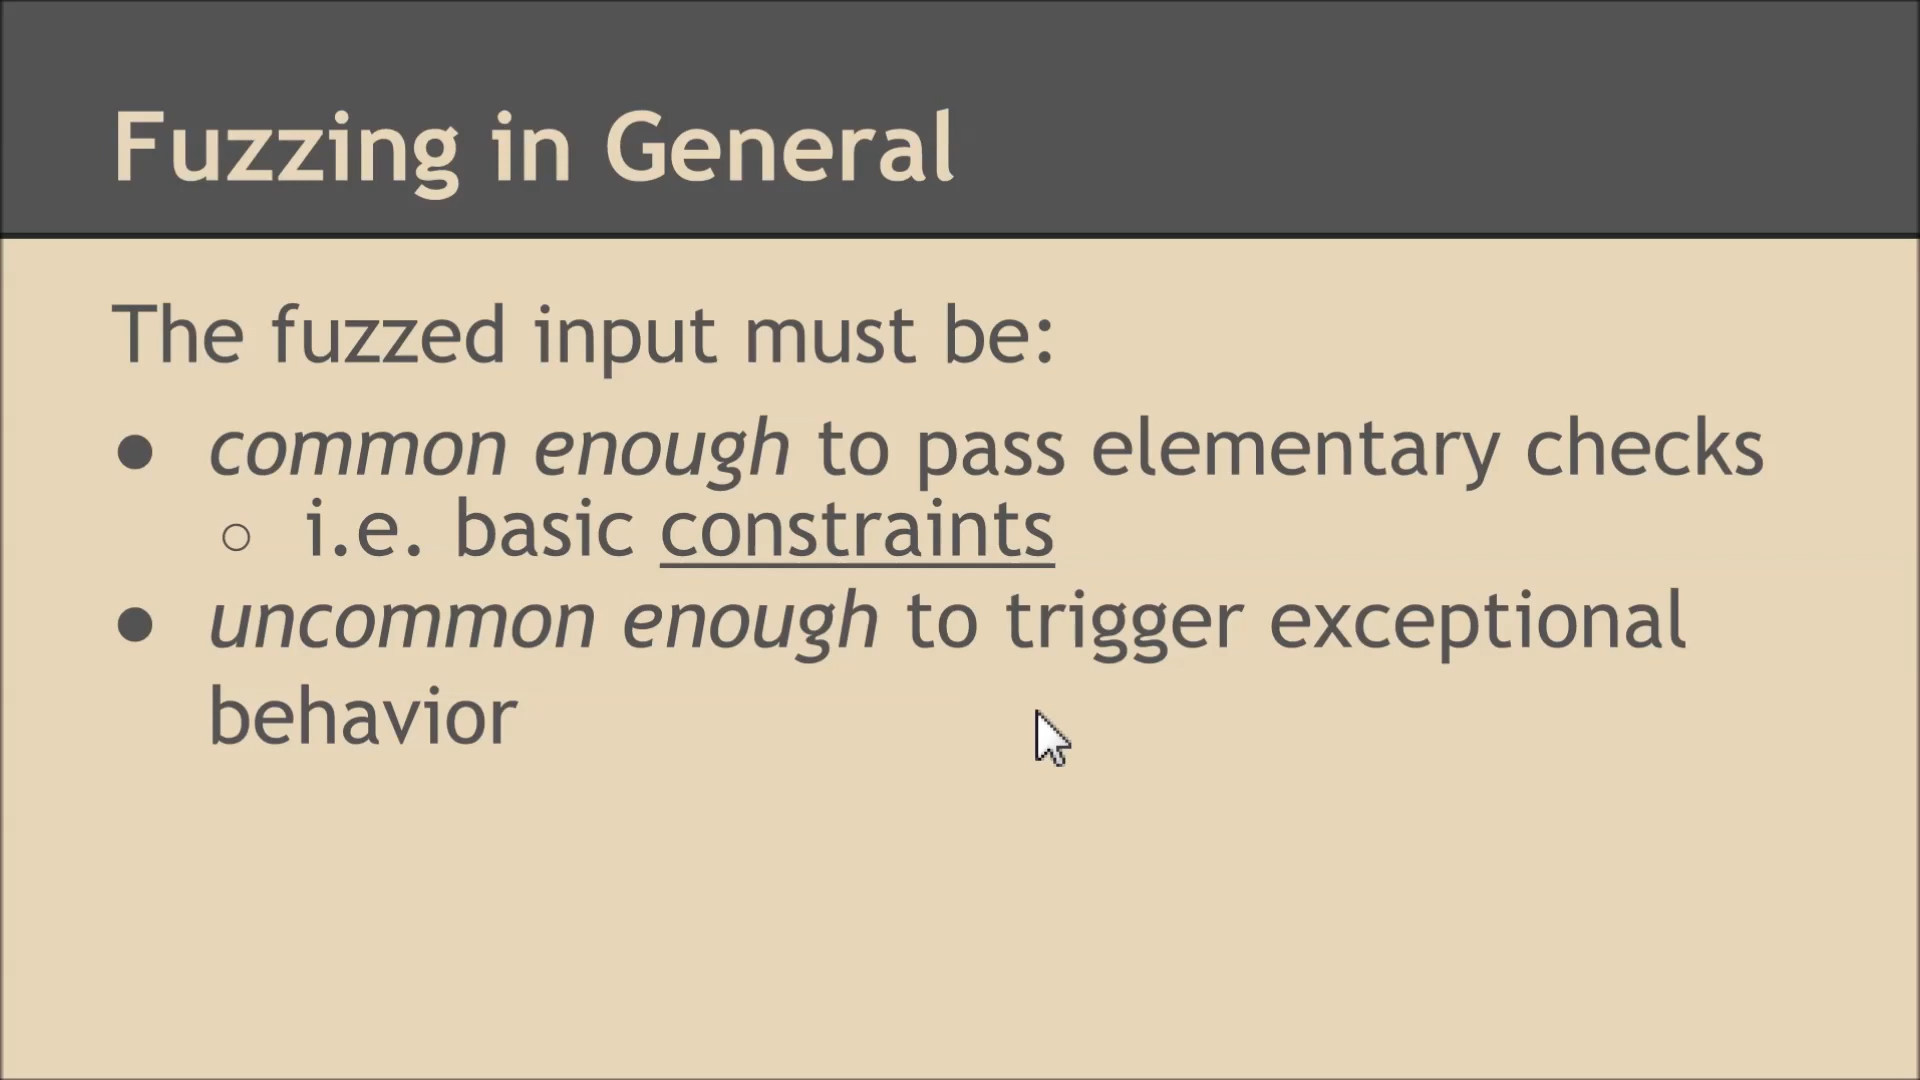 Fuzzing in General
The fuzzed input must be:
● common enough to pass elementary checks
○ i.e. basic constraints
● uncommon enough to trigger exceptional
behavior